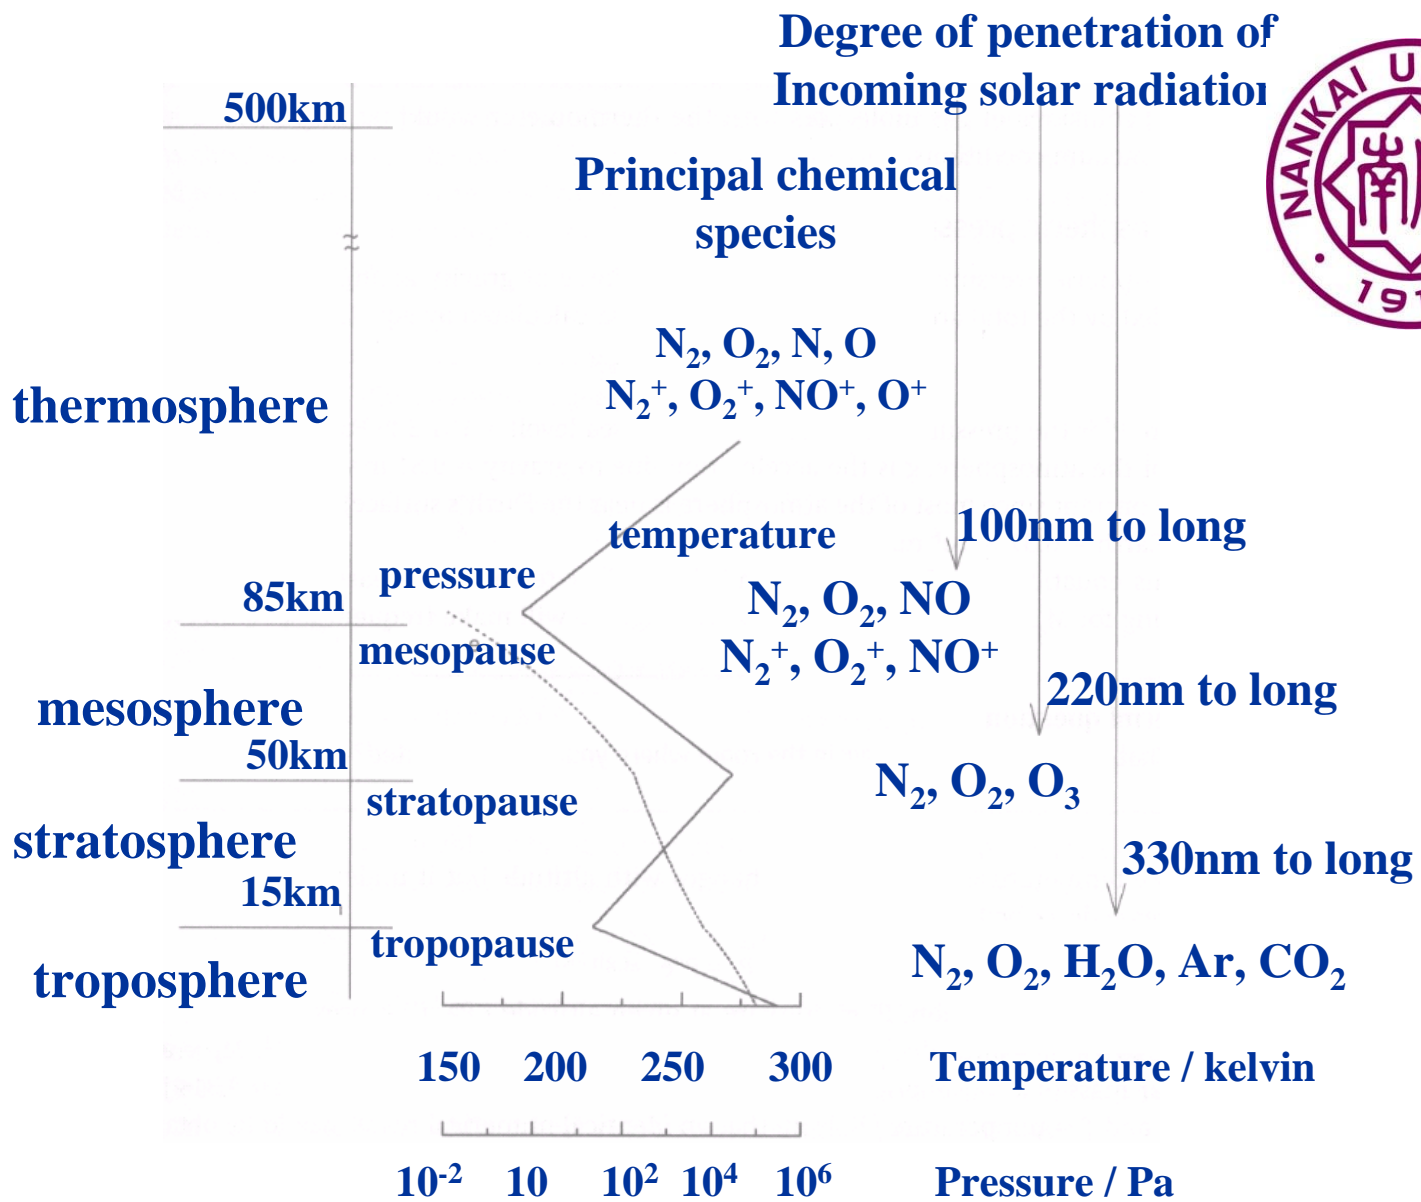 Degree of penetration of
Incoming solar radiation
NANKAI U
19
500km
Principal chemical
species
N₂, O₂, N, O
N₂⁺, O₂⁺, NO⁺, O⁺
thermosphere
temperature
100nm to long
pressure
85km
N₂, O₂, NO
mesopause
N₂⁺, O₂⁺, NO⁺
mesosphere
220nm to long
50km
stratopause
N₂, O₂, O₃
stratosphere
330nm to long
15km
tropopause
N₂, O₂, H₂O, Ar, CO₂
troposphere
150 200 250 300 Temperature / kelvin
10⁻² 10 10² 10⁴ 10⁶ Pressure / Pa